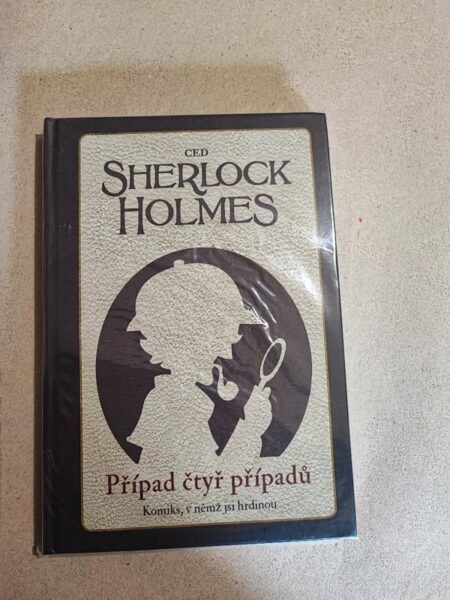 CED
SHERLOCK
HOLMES
Případ čtyř případů
Komiks, v němž jsi hrdinou